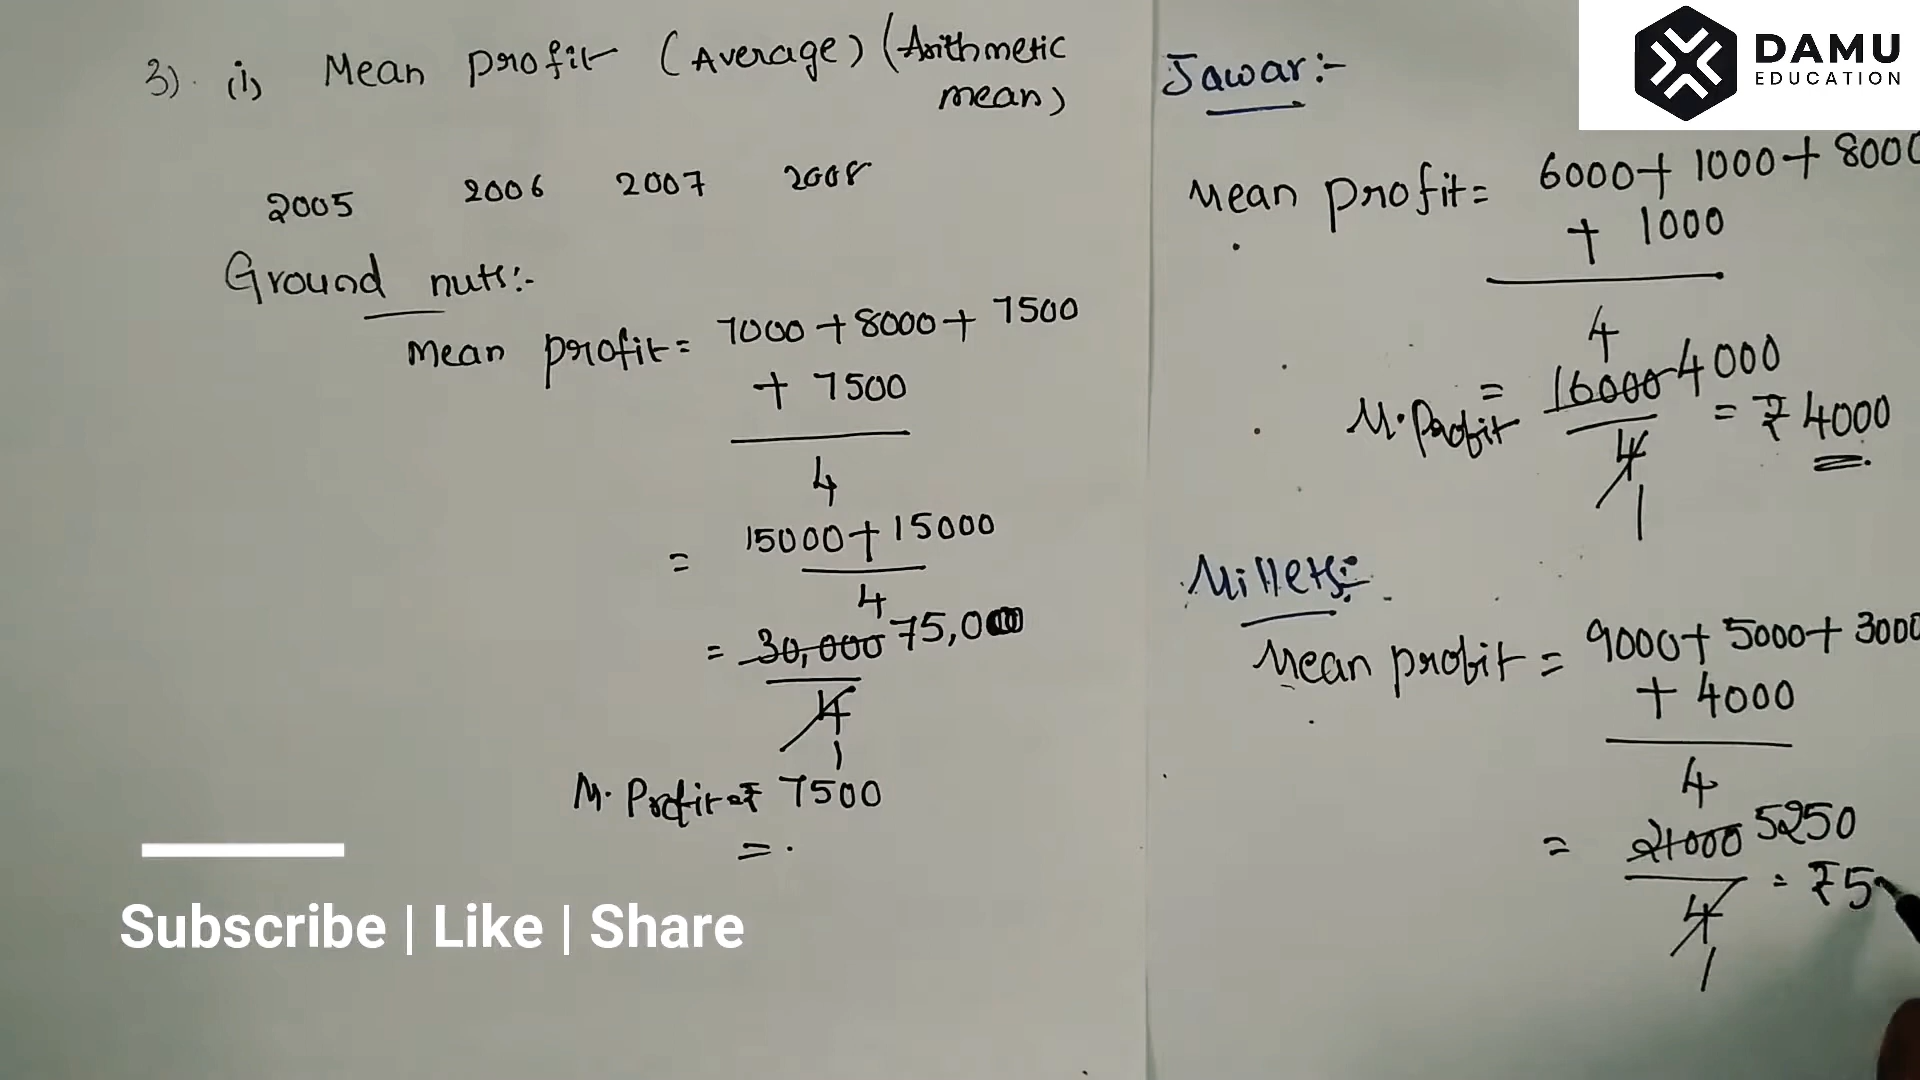 3). (i) Mean profit (Average) (Arithmetic
mean)
2005 2006 2007 2008
Ground nuts:-
Mean profit = 7000 + 8000 + 7500
+ 7500
4
= 15000 + 15000
4
= 30,000 75,0
4
1
M. Profit = ₹ 7500
=
Subscribe | Like | Share
DAMU
EDUCATION
Jawar:-
Mean profit = 6000 + 1000 + 8000
+ 1000
4
M. Profit = 16000 4000 = ₹ 4000
4
1
Millets:-
Mean profit = 9000 + 5000 + 3000
+ 4000
4
= 21000 5250
4 = ₹5
1